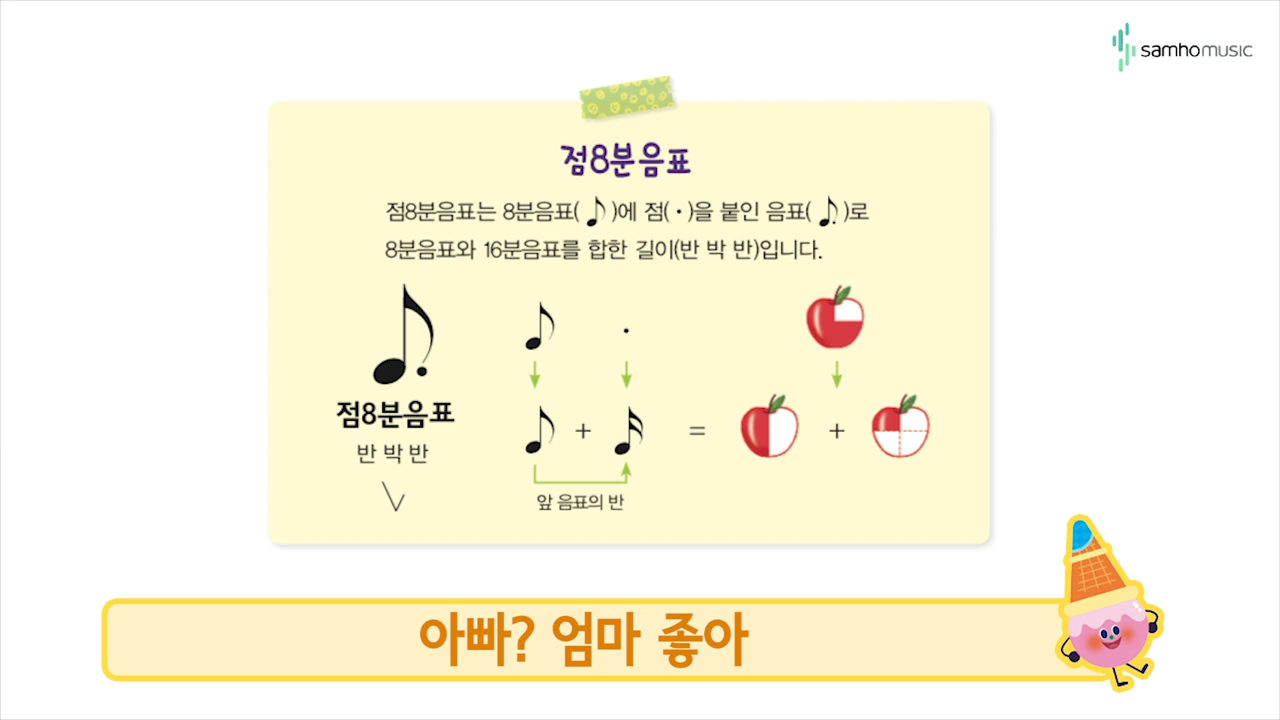 samhomusic
점8분음표
점8분음표는 8분음표(♪)에 점(·)을 붙인 음표(♪.)로
8분음표와 16분음표를 합한 길이(반 박 반)입니다.
점8분음표
반 박 반
+ = +
앞 음표의 반
아빠? 엄마 좋아